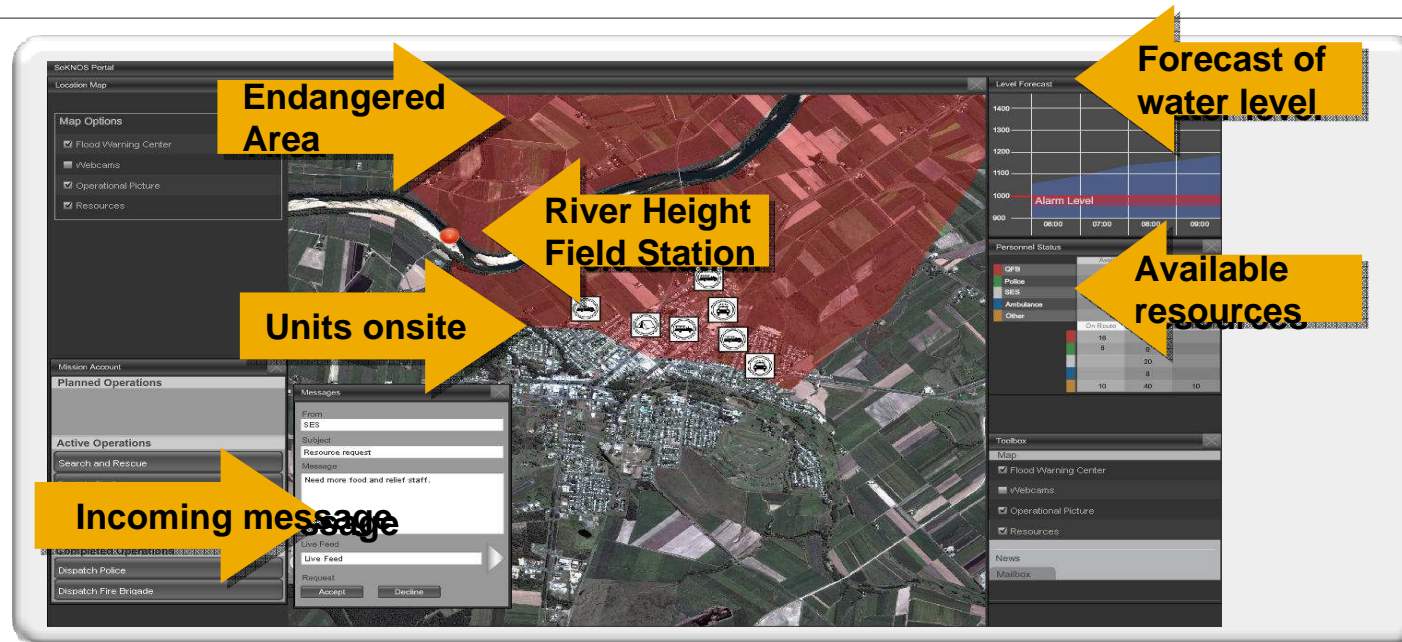 SoKNOS Portal
Location Map
Map Options
Flood Warning Center
Webcams
Operational Picture
Resources
Endangered
Area
River Height
Field Station
Units onsite
Mission Account
Planned Operations
Active Operations
Search and Rescue
Incoming message
Completed Operations
Dispatch Police
Dispatch Fire Brigade
Messages
From
SES
Subject
Resource request
Message
Need more food and relief staff.
Live Feed
Live Feed
Request
Accept
Decline
Level Forecast
Forecast of
water level
1400
1300
1200
1100
1000
900
Alarm Level
06:00 07:00 08:00 09:00
Personnel Status
QFB
Police
SES
Ambulance
Other
Available
resources
On Route
16
8
20
8
10 40 10
Toolbox
Map
Flood Warning Center
Webcams
Operational Picture
Resources
News
Mailbox